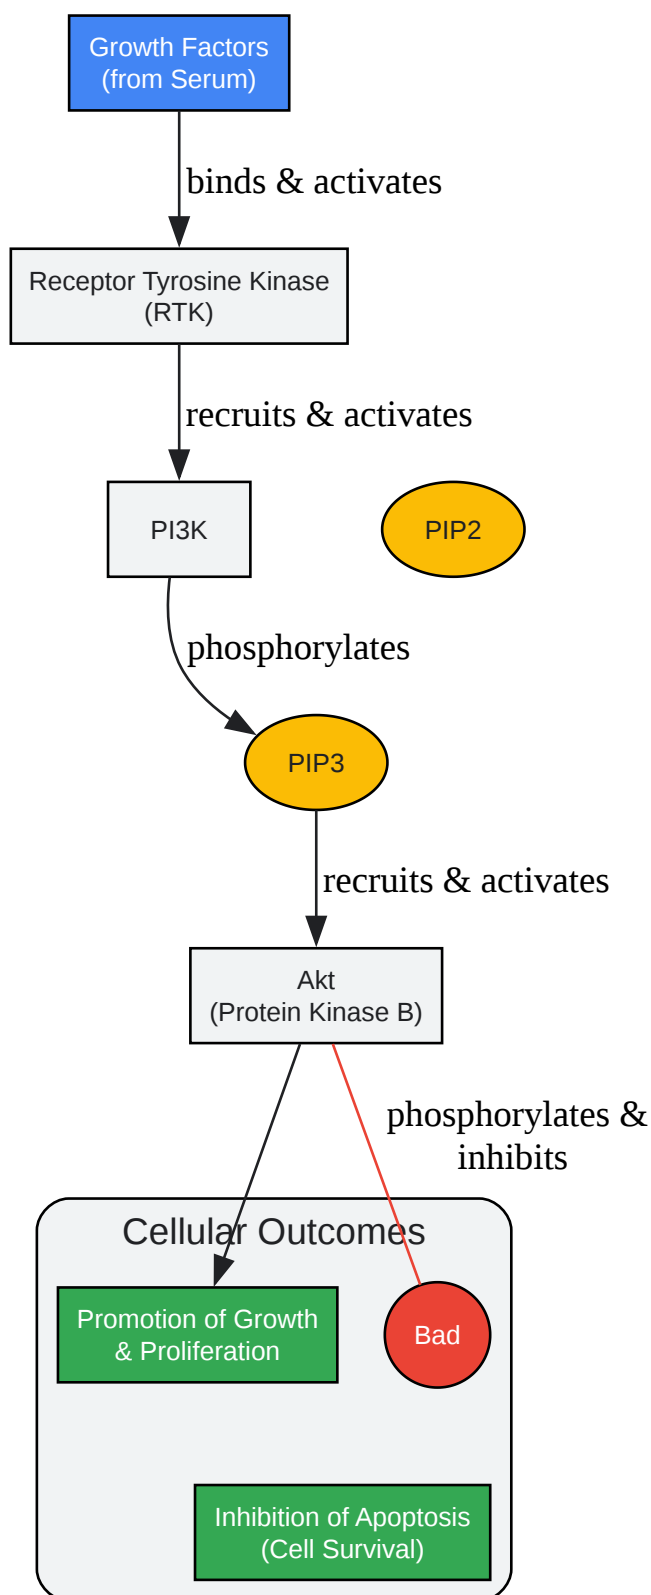 Growth Factors
(from Serum)
binds & activates
Receptor Tyrosine Kinase
(RTK)
recruits & activates
PI3K
PIP2
phosphorylates
PIP3
recruits & activates
Akt
(Protein Kinase B)
phosphorylates &
inhibits
Cellular Outcomes
Promotion of Growth
& Proliferation
Bad
Inhibition of Apoptosis
(Cell Survival)